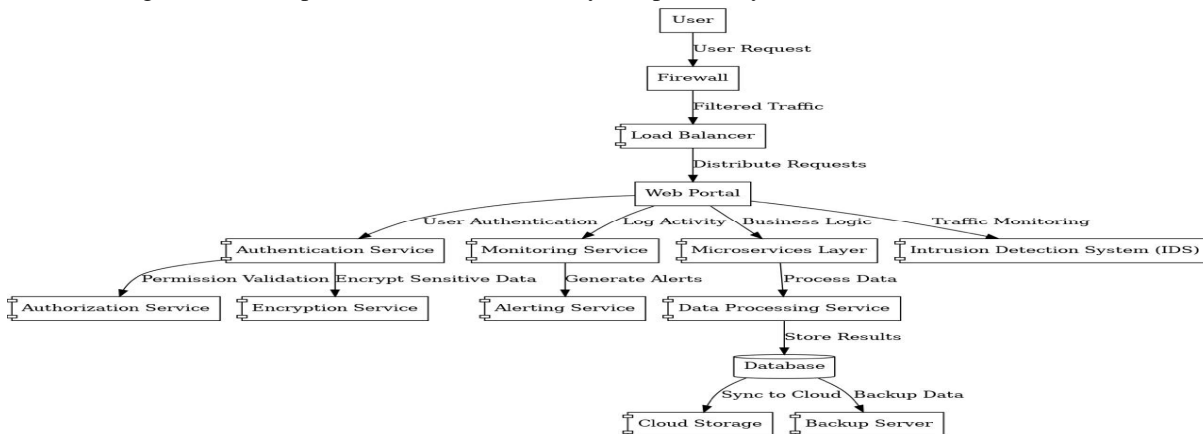 User
User Request
Firewall
Filtered Traffic
Load Balancer
Distribute Requests
Web Portal
User Authentication Log Activity Business Logic Traffic Monitoring
Authentication Service Monitoring Service Microservices Layer Intrusion Detection System (IDS)
Permission Validation Encrypt Sensitive Data Generate Alerts Process Data
Authorization Service Encryption Service Alerting Service Data Processing Service
Store Results
Database
Sync to Cloud Backup Data
Cloud Storage Backup Server